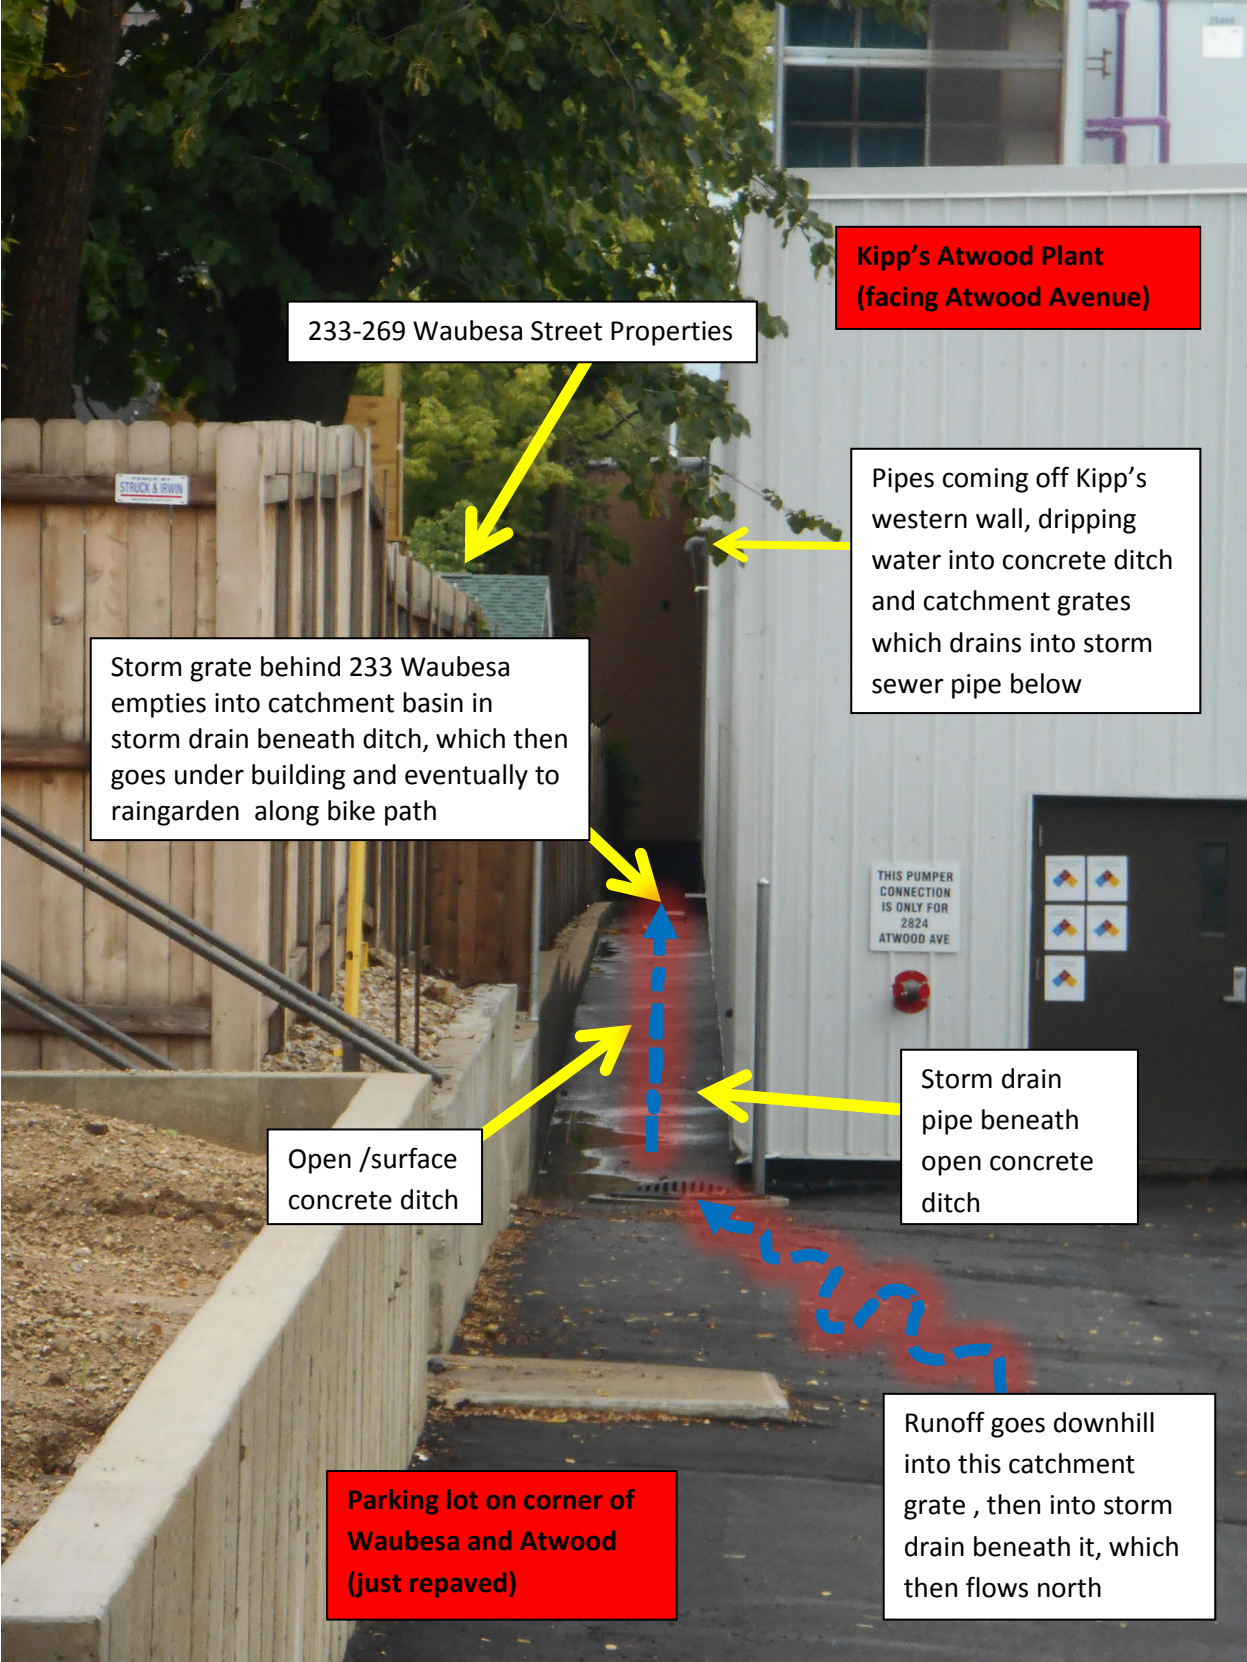 Kipp's Atwood Plant
(facing Atwood Avenue)
233-269 Waubesa Street Properties
Pipes coming off Kipp's
western wall, dripping
water into concrete ditch
and catchment grates
which drains into storm
sewer pipe below
STRUCK & IRWIN
Storm grate behind 233 Waubesa
empties into catchment basin in
storm drain beneath ditch, which then
goes under building and eventually to
raingarden  along bike path
THIS PUMPER
CONNECTION
IS ONLY FOR
2824
ATWOOD AVE
Storm drain
pipe beneath
open concrete
ditch
Open /surface
concrete ditch
Runoff goes downhill
into this catchment
grate , then into storm
drain beneath it, which
then flows north
Parking lot on corner of
Waubesa and Atwood
(just repaved)